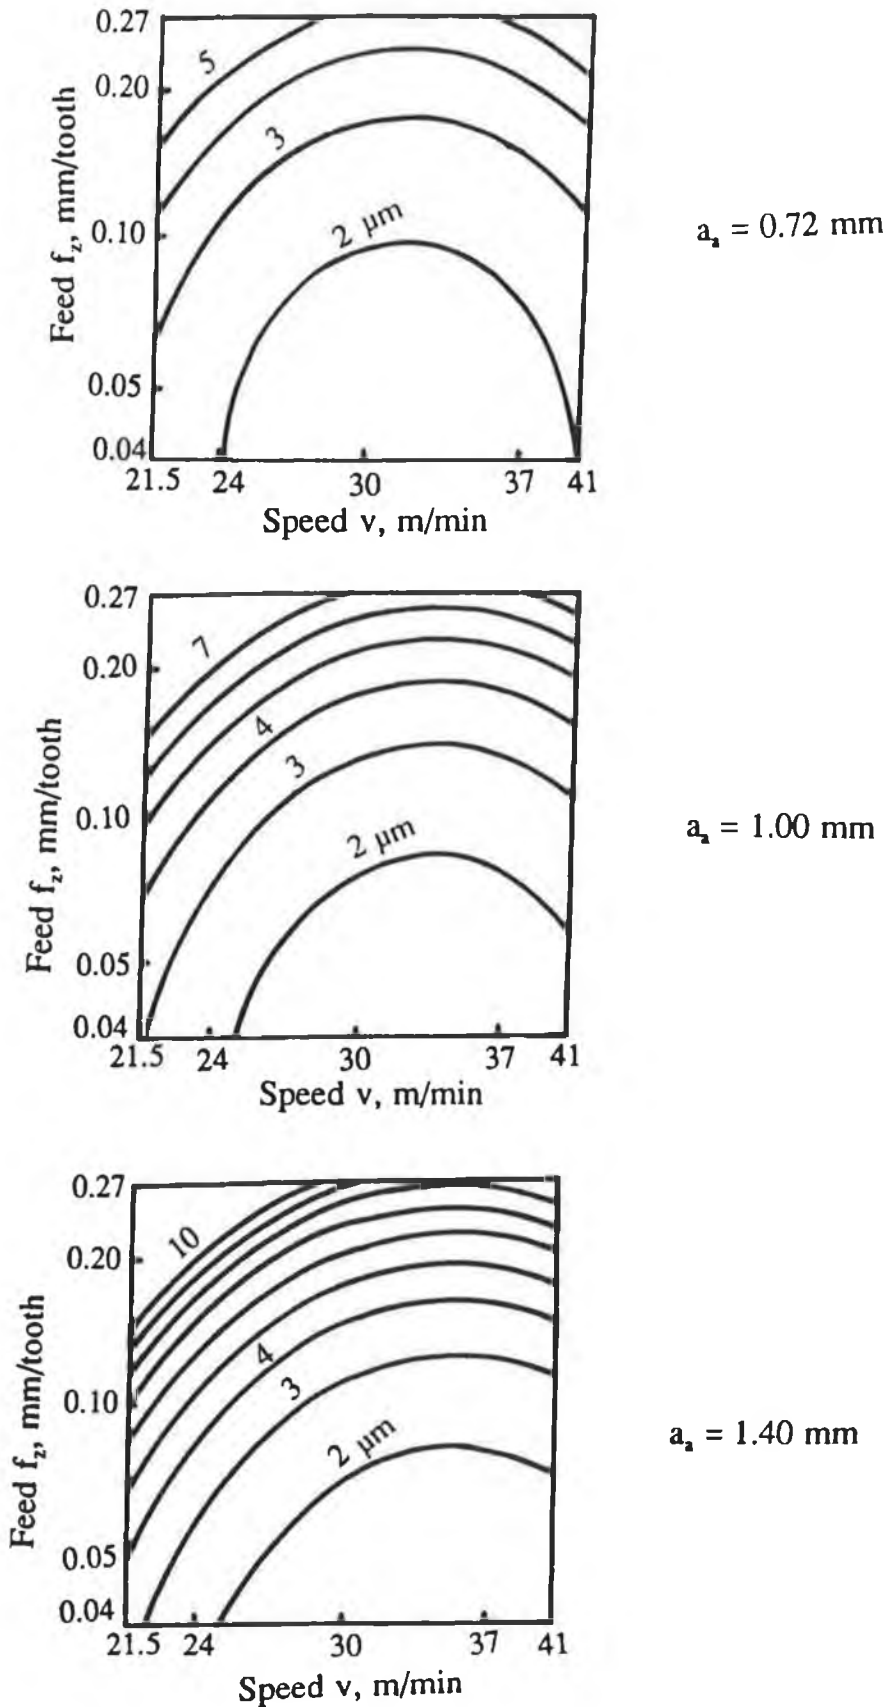 0.27
5
0.20
3
Feed f_z, mm/tooth
0.10
2 μm
a_a = 0.72 mm
0.05
0.04
21.5 24 30 37 41
Speed v, m/min
0.27
7
0.20
4
3
Feed f_z, mm/tooth
0.10
2 μm
a_a = 1.00 mm
0.05
0.04
21.5 24 30 37 41
Speed v, m/min
0.27
10
0.20
4
3
Feed f_z, mm/tooth
0.10
2 μm
a_a = 1.40 mm
0.05
0.04
21.5 24 30 37 41
Speed v, m/min